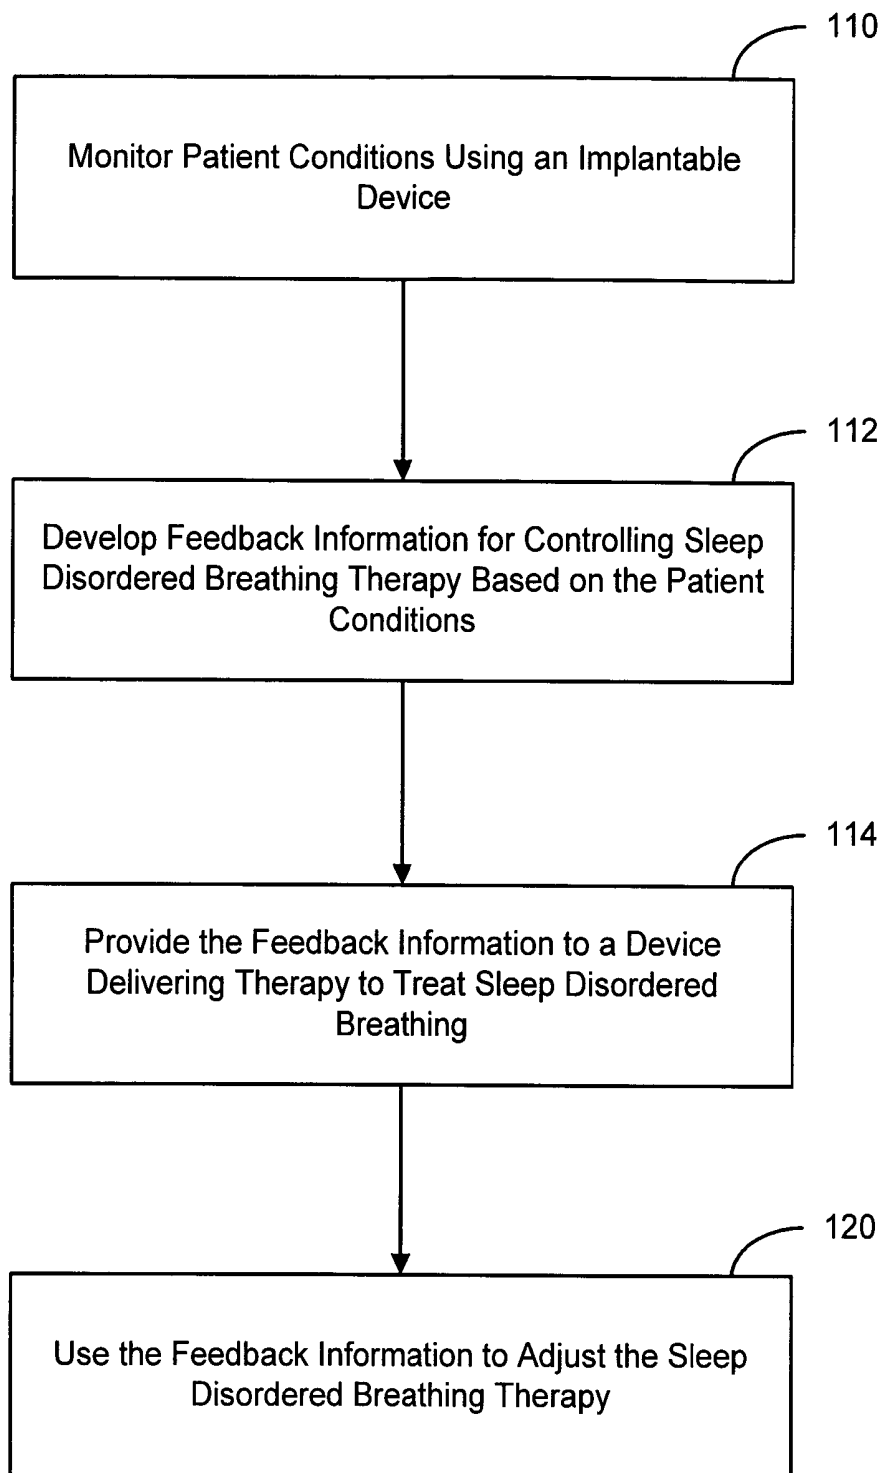 110
Monitor Patient Conditions Using an Implantable
Device
112
Develop Feedback Information for Controlling Sleep
Disordered Breathing Therapy Based on the Patient
Conditions
114
Provide the Feedback Information to a Device
Delivering Therapy to Treat Sleep Disordered
Breathing
120
Use the Feedback Information to Adjust the Sleep
Disordered Breathing Therapy